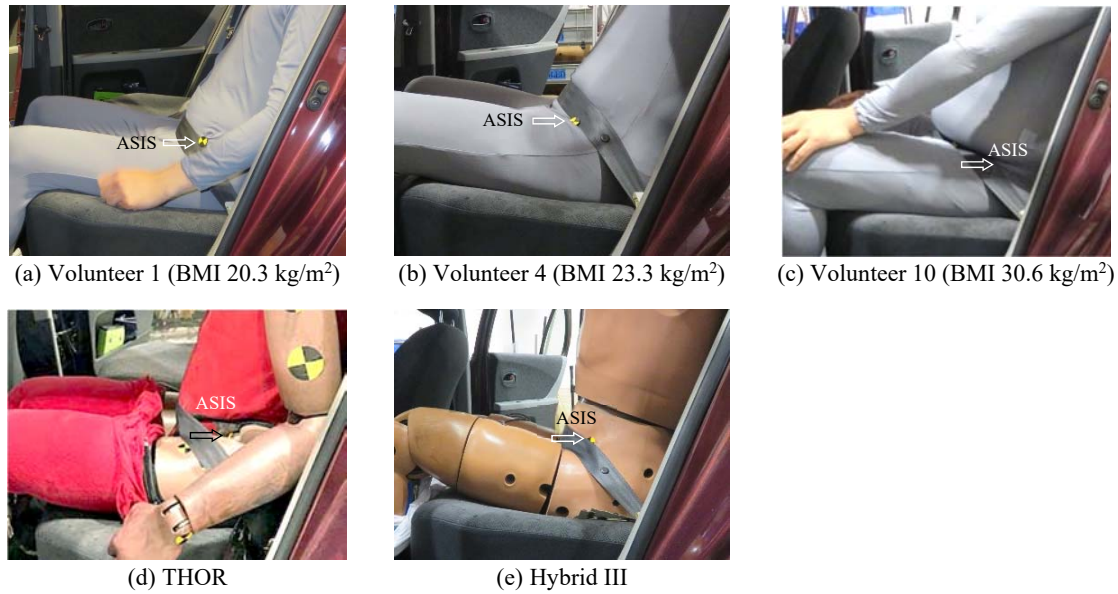 ASIS
ASIS
ASIS
(a) Volunteer 1 (BMI 20.3 kg/m²)
(b) Volunteer 4 (BMI 23.3 kg/m²)
(c) Volunteer 10 (BMI 30.6 kg/m²)
ASIS
ASIS
(d) THOR
(e) Hybrid III